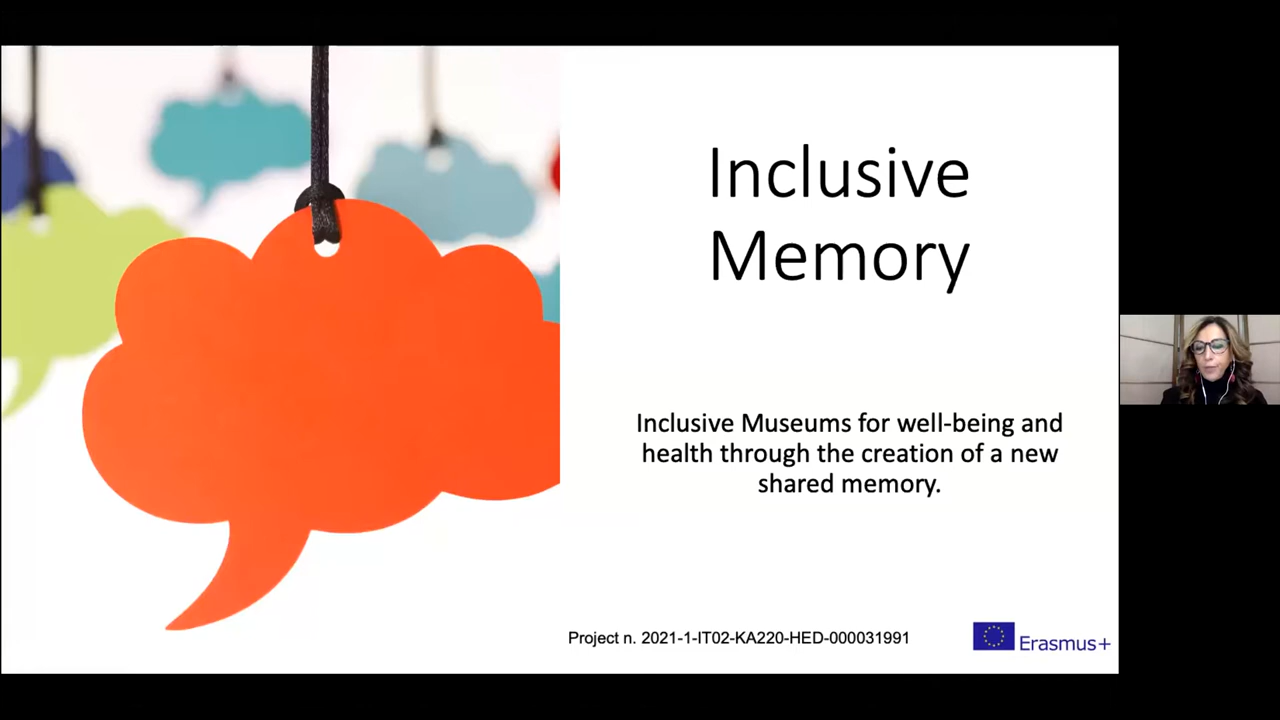 Inclusive
Memory
Inclusive Museums for well-being and
health through the creation of a new
shared memory.
Project n. 2021-1-IT02-KA220-HED-000031991
Erasmus+